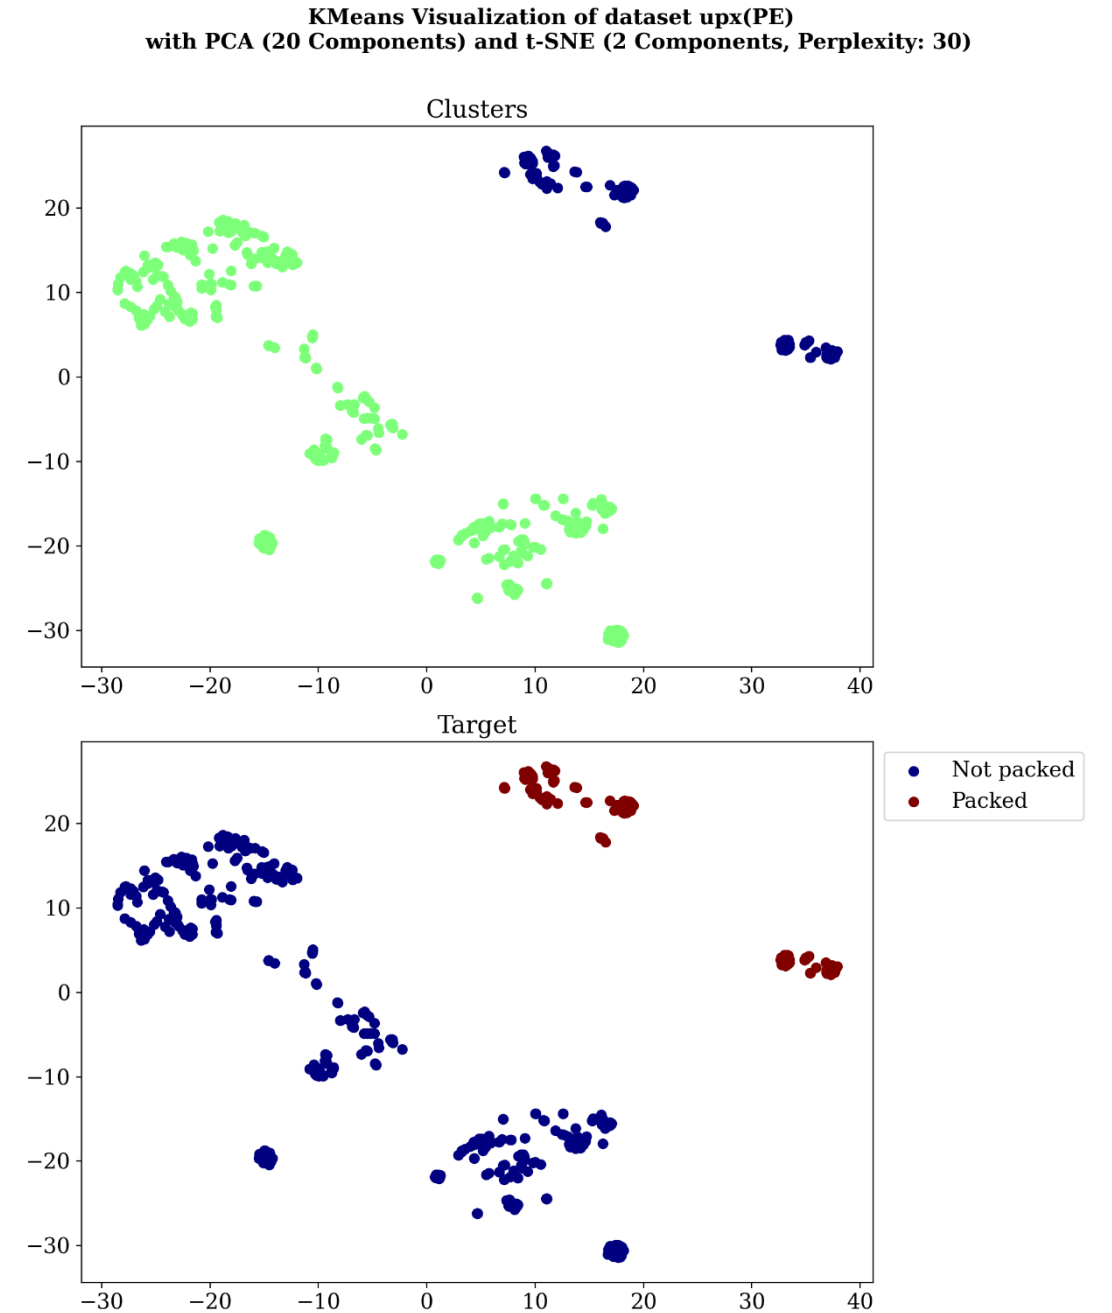 KMeans Visualization of dataset upx(PE)
with PCA (20 Components) and t-SNE (2 Components, Perplexity: 30)
Clusters
20
10
0
−10
−20
−30
−30 −20 −10 0 10 20 30 40
Target
Not packed
Packed
20
10
0
−10
−20
−30
−30 −20 −10 0 10 20 30 40